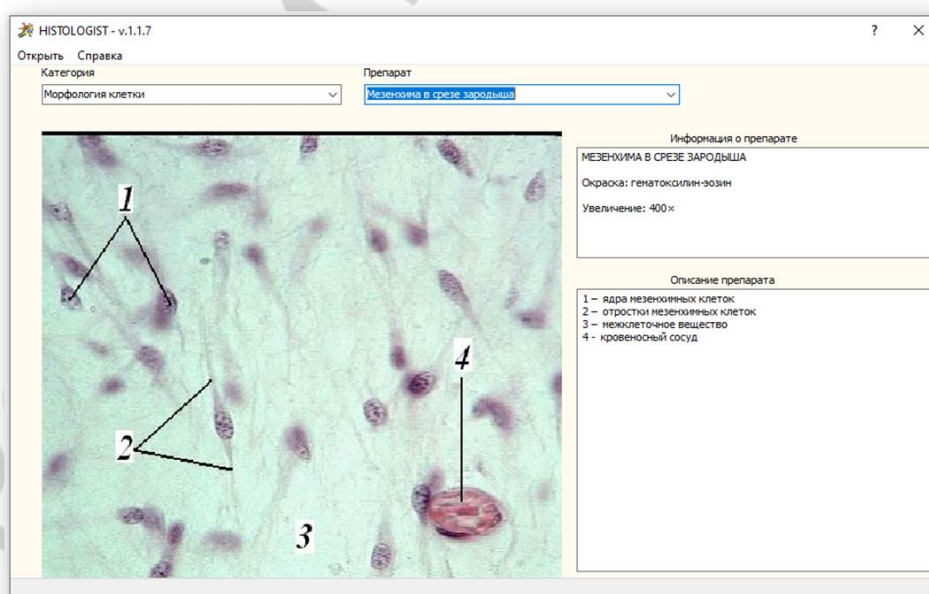 HISTOLOGIST - v.1.1.7
?
Открыть Справка
Категория Препарат
Морфология клетки Мезенхима в срезе зародыша
Информация о препарате
МЕЗЕНХИМА В СРЕЗЕ ЗАРОДЫША
Окраска: гематоксилин-эозин
Увеличение: 400×
Описание препарата
1 – ядра мезенхимных клеток
2 – отростки мезенхимных клеток
3 – межклеточное вещество
4 - кровеносный сосуд
1
4
2
3